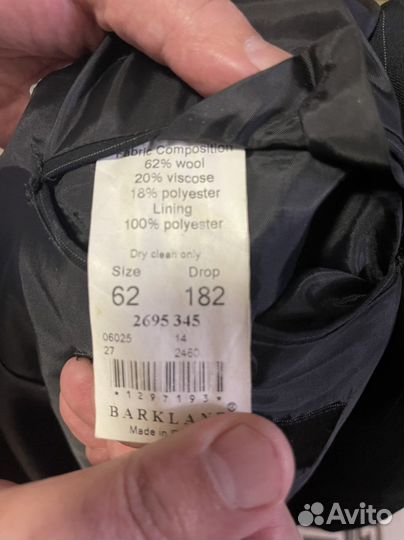 Fabric Composition
62% wool
20% viscose
18% polyester
Lining
100% polyester
Dry clean only
Size Drop
62 182
2695 345
06025 14
27 2460
*1297193*
BARKLAND®
Made in
Avito